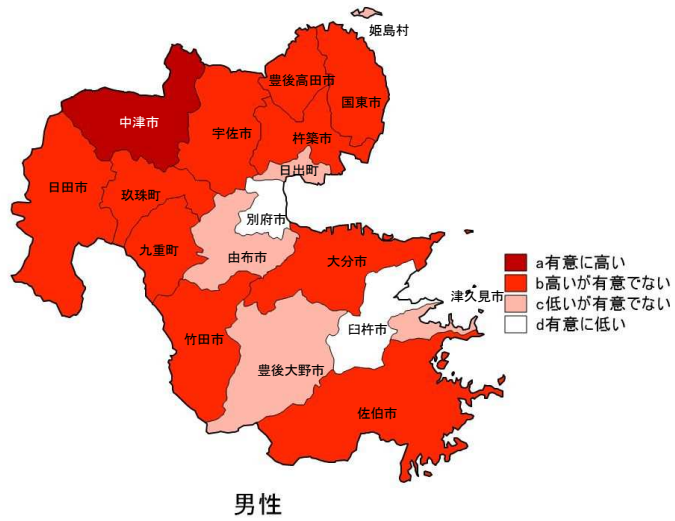 姫島村
豊後高田市
国東市
中津市
宇佐市
杵築市
日出町
日田市
玖珠町
別府市
九重町
由布市
大分市
a有意に高い
b高いが有意でない
c低いが有意でない
d有意に低い
津久見市
臼杵市
竹田市
豊後大野市
佐伯市
男性